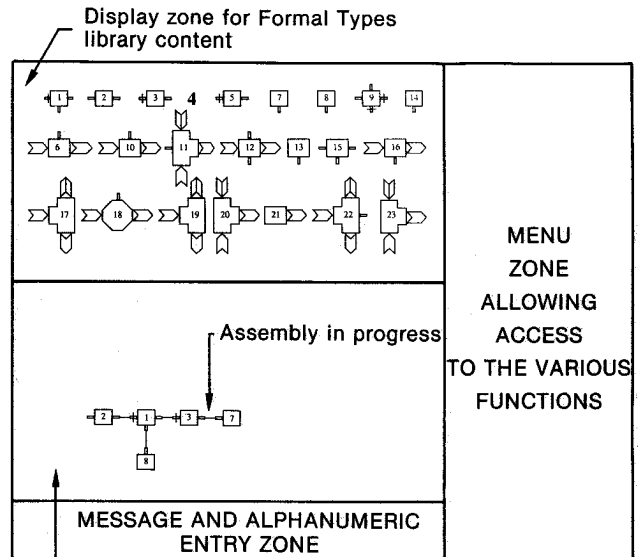 Display zone for Formal Types
library content
1 2 3 4 5 7 8 9 14
6 10 11 12 13 15 16
17 18 19 20 21 22 23
Assembly in progress
2 1 3 7
8
MENU
ZONE
ALLOWING
ACCESS
TO THE VARIOUS
FUNCTIONS
MESSAGE AND ALPHANUMERIC
ENTRY ZONE